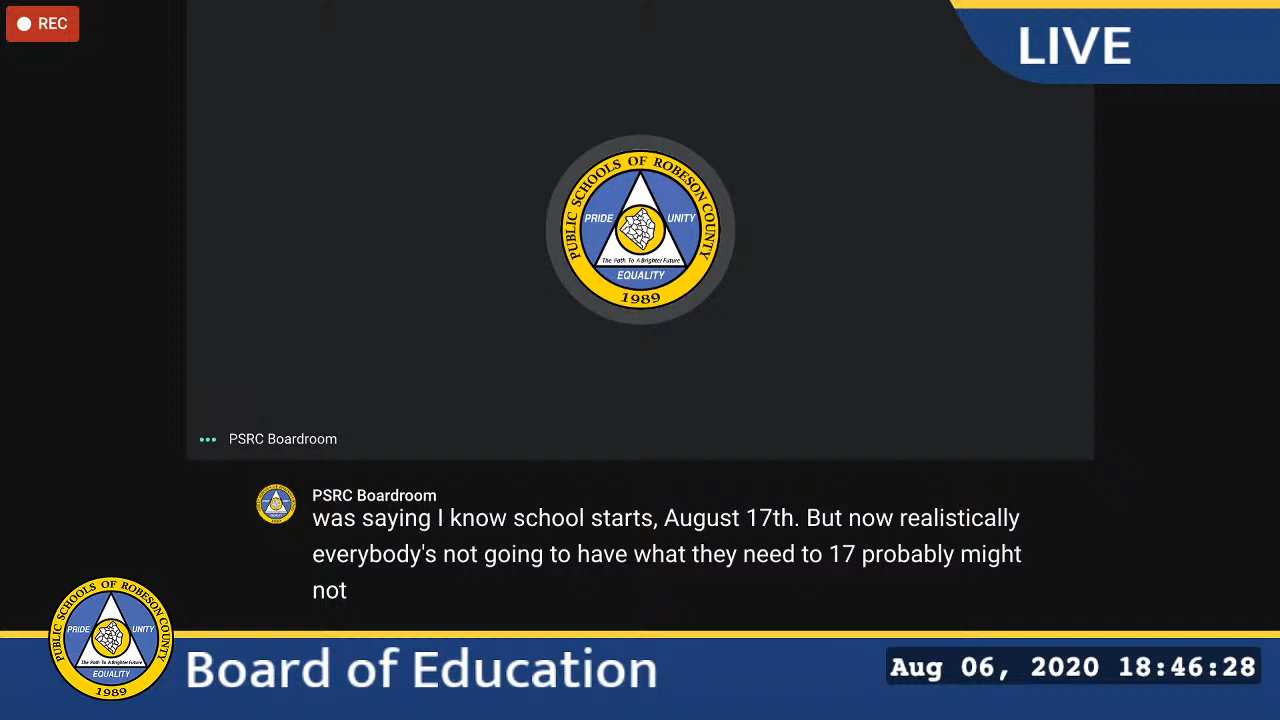 REC
LIVE
PUBLIC SCHOOLS OF ROBESON COUNTY
PRIDE
UNITY
The Path To A Brighter Future
EQUALITY
1989
PSRC Boardroom
PSRC Boardroom
was saying I know school starts, August 17th. But now realistically
everybody's not going to have what they need to 17 probably might
not
PUBLIC SCHOOLS OF ROBESON COUNTY
PRIDE
UNITY
The Path To A Brighter Future
EQUALITY
1989
Board of Education
Aug 06, 2020 18:46:28